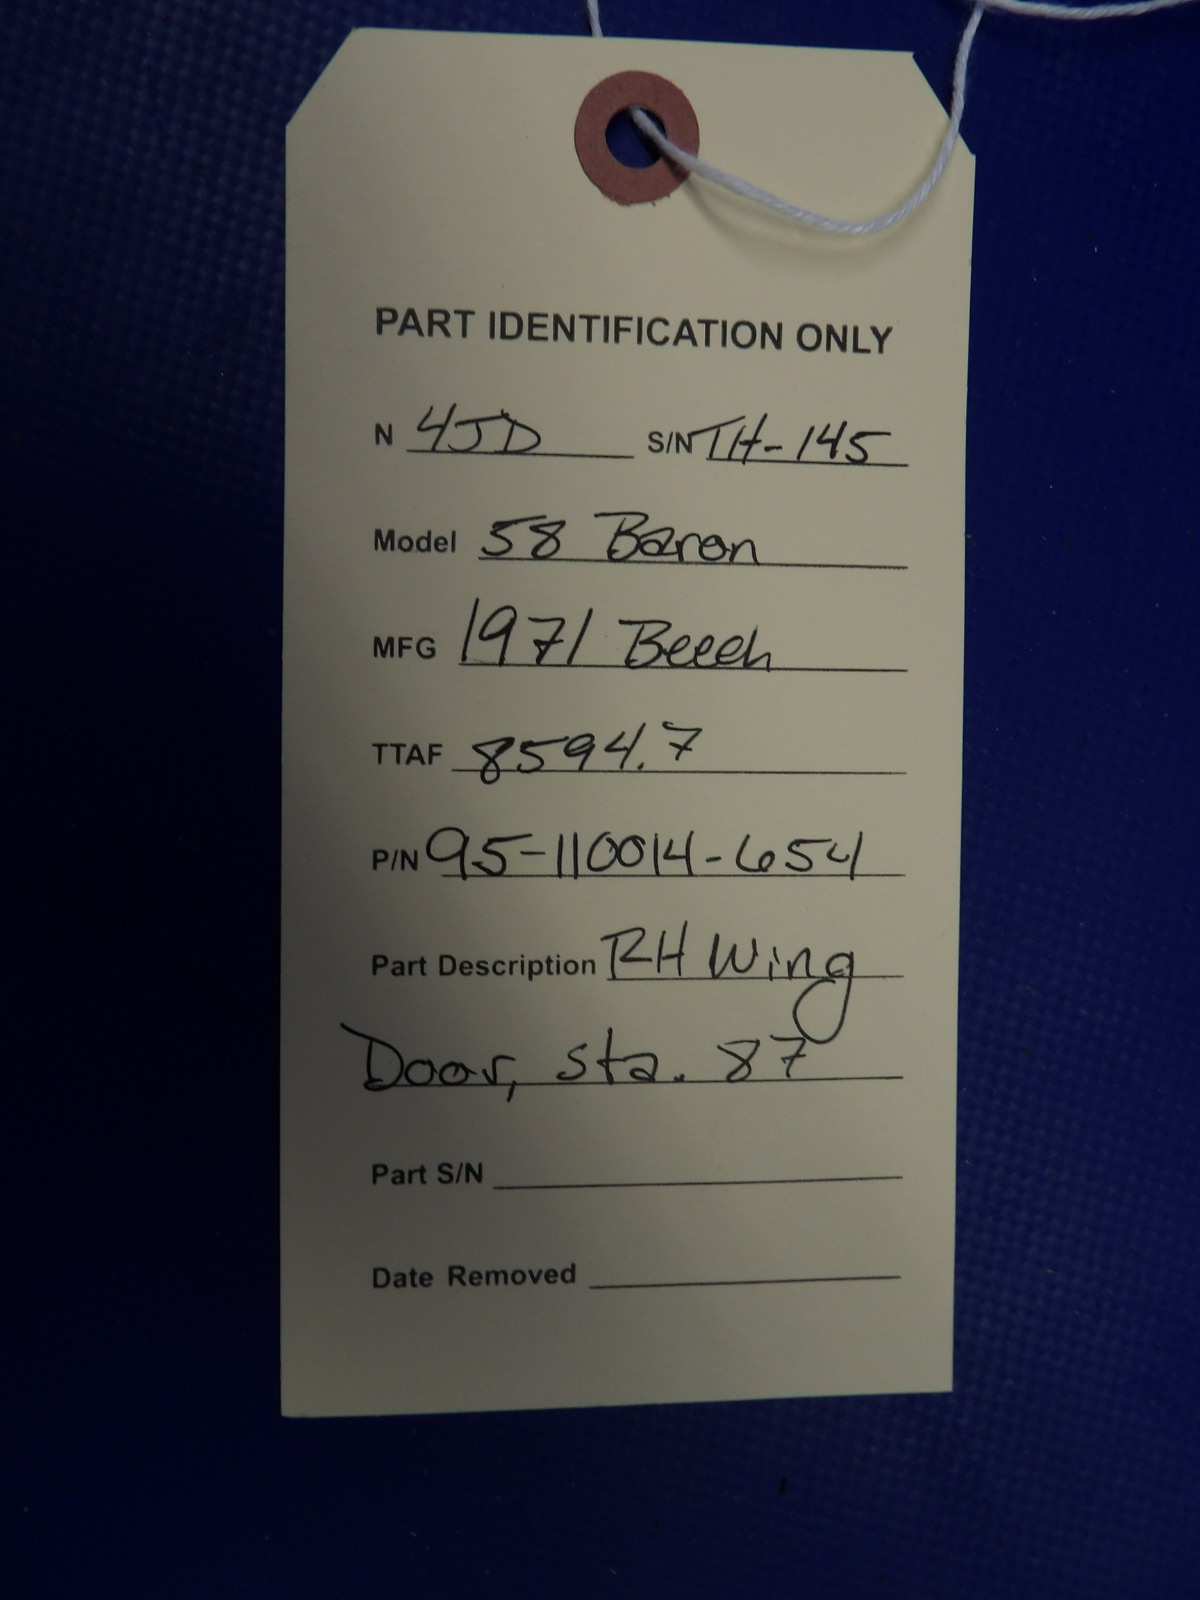 PART IDENTIFICATION ONLY
N 4JD S/N TH-145
Model 58 Baron
MFG 1971 Beech
TTAF 8594.7
P/N 95-110014-654
Part Description RH Wing
Door, sta. 87
Part S/N
Date Removed